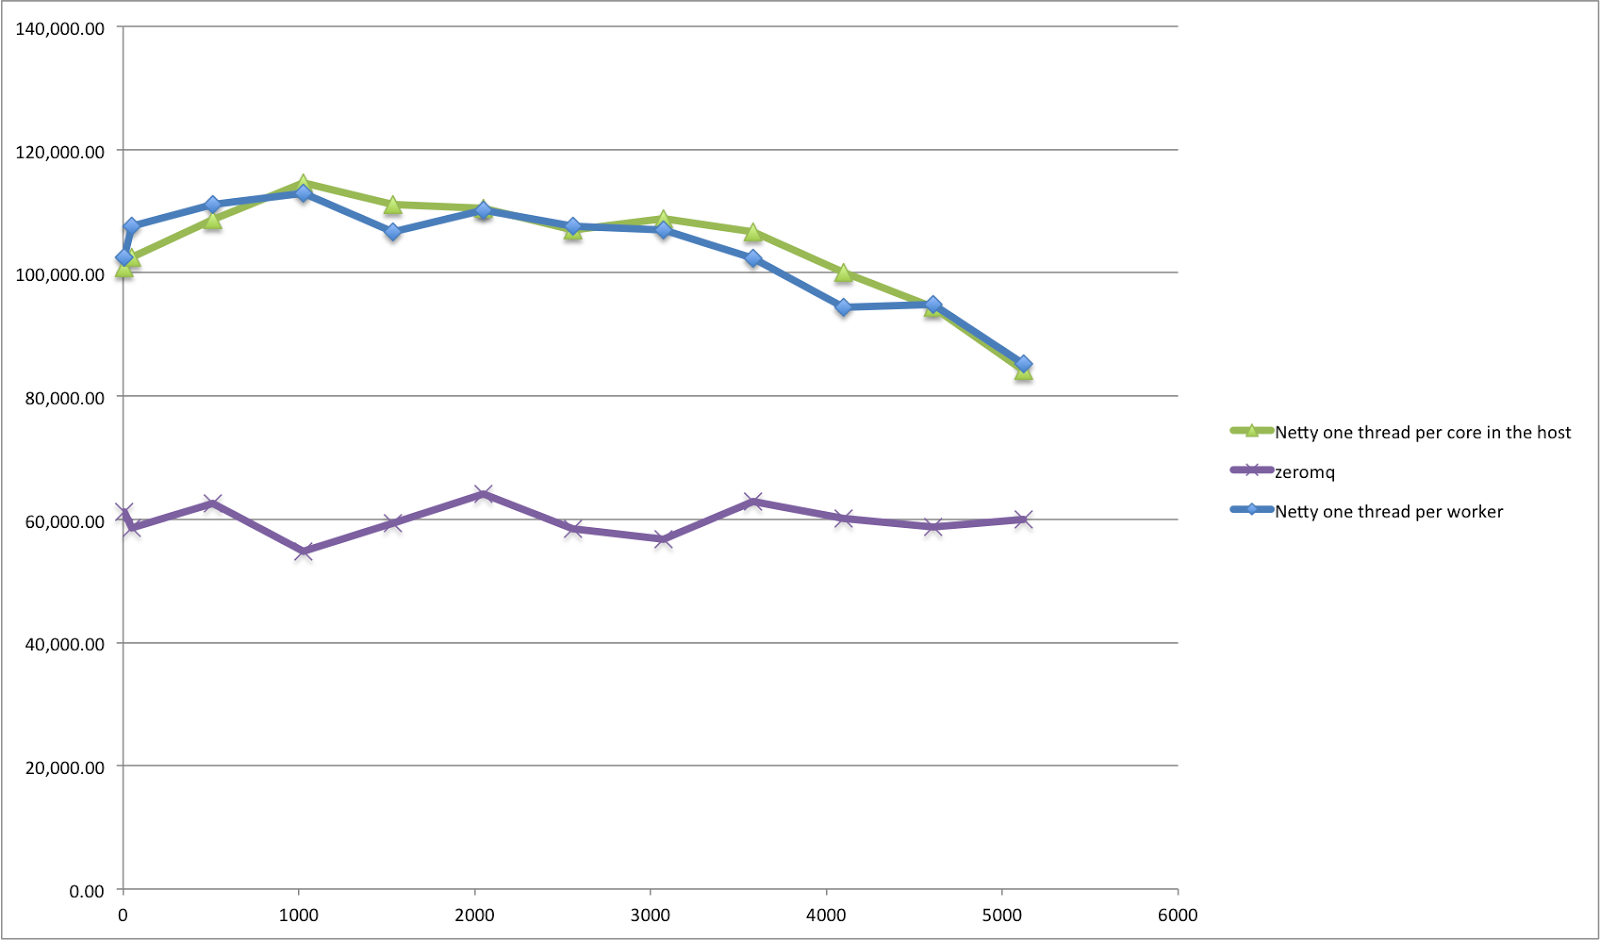 140,000.00
120,000.00
100,000.00
80,000.00
60,000.00
40,000.00
20,000.00
0.00
0 1000 2000 3000 4000 5000 6000
Netty one thread per core in the host
zeromq
Netty one thread per worker